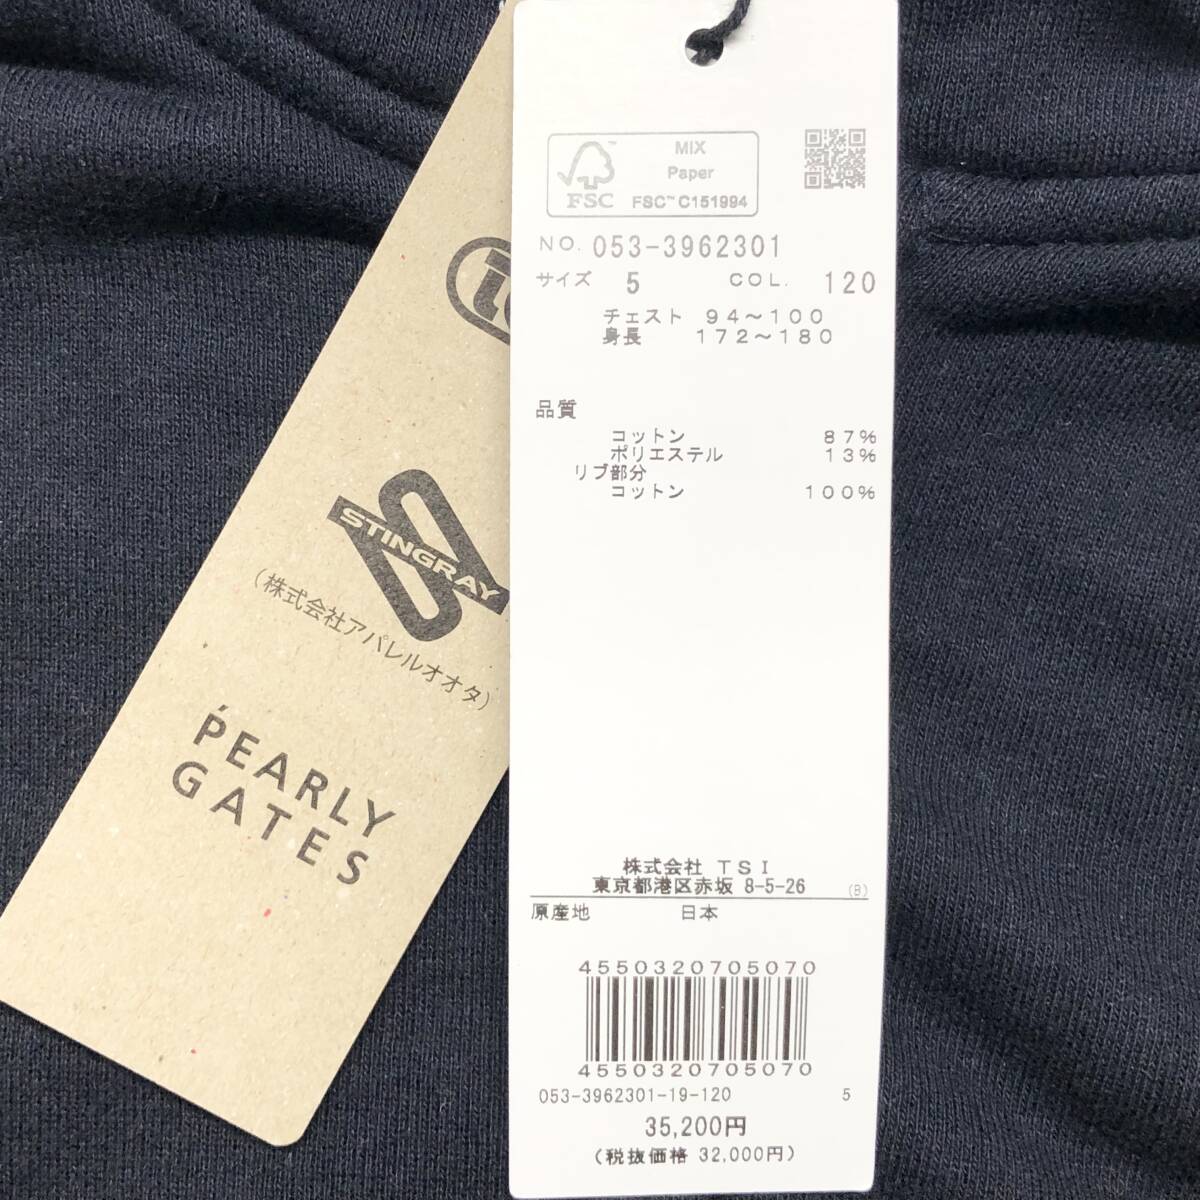 MIX
Paper
FSC™ C151994
FSC
NO. 053-3962301
サイズ 5 COL. 120
チェスト 94～100
身長 172～180
品質
コットン 87%
ポリエステル 13%
リブ部分
コットン 100%
株式会社 TSI
東京都港区赤坂 8-5-26 (B)
原産地 日本
4550320705070
4550320705070
053-3962301-19-120 5
35,200円
(税抜価格 32,000円)
STINGRAY
(株式会社アパレルオオタ)
PEARLY
GATES